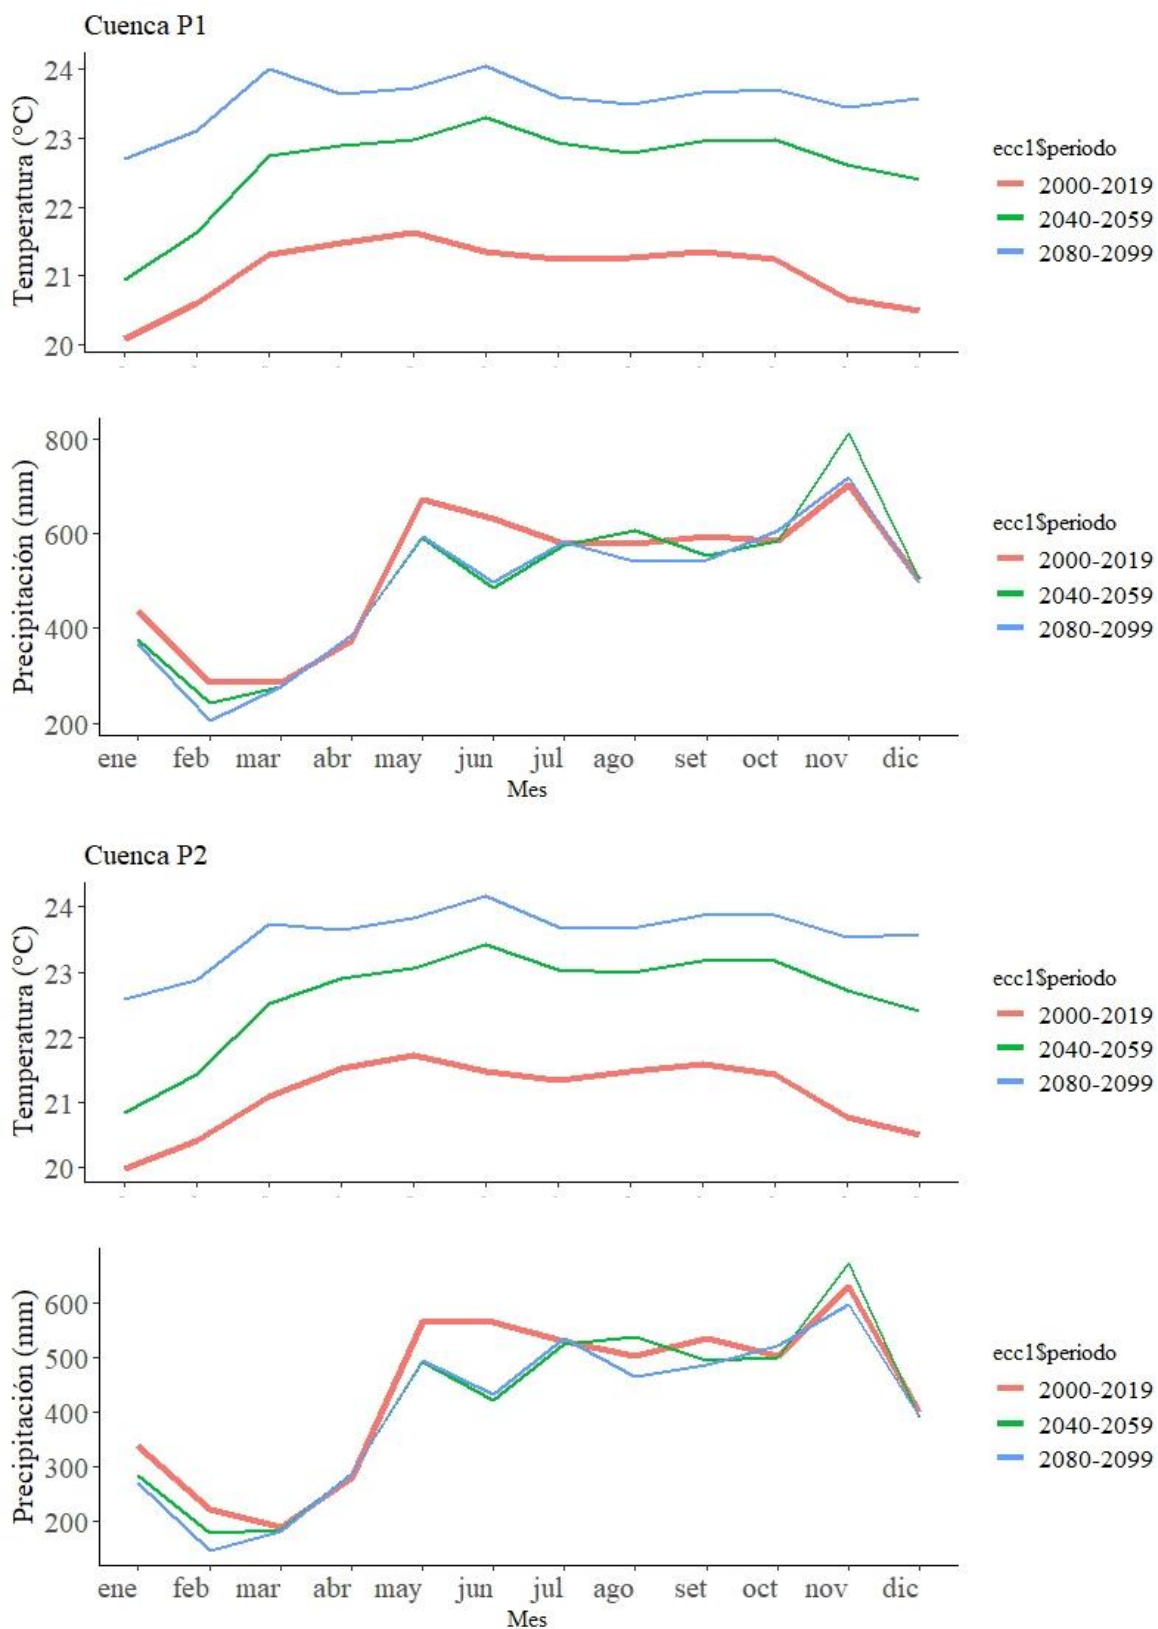 Cuenca P1
Temperatura (°C)
24
23
22
21
20
ecc1$periodo
2000-2019
2040-2059
2080-2099
Precipitación (mm)
800
600
400
200
ene feb mar abr may jun jul ago set oct nov dic
Mes
ecc1$periodo
2000-2019
2040-2059
2080-2099
Cuenca P2
Temperatura (°C)
24
23
22
21
20
ecc1$periodo
2000-2019
2040-2059
2080-2099
Precipitación (mm)
600
500
400
300
200
ene feb mar abr may jun jul ago set oct nov dic
Mes
ecc1$periodo
2000-2019
2040-2059
2080-2099